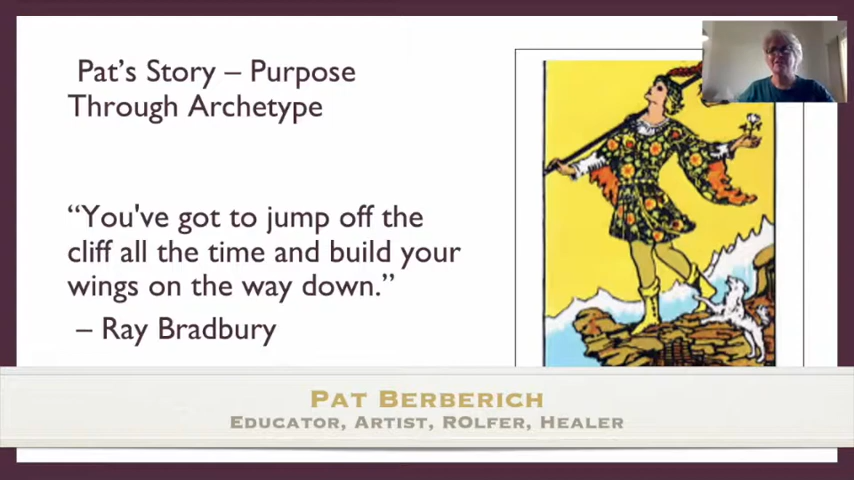 Pat’s Story – Purpose
Through Archetype
“You've got to jump off the
cliff all the time and build your
wings on the way down.”
– Ray Bradbury
PAT BERBERICH
EDUCATOR, ARTIST, ROLFER, HEALER